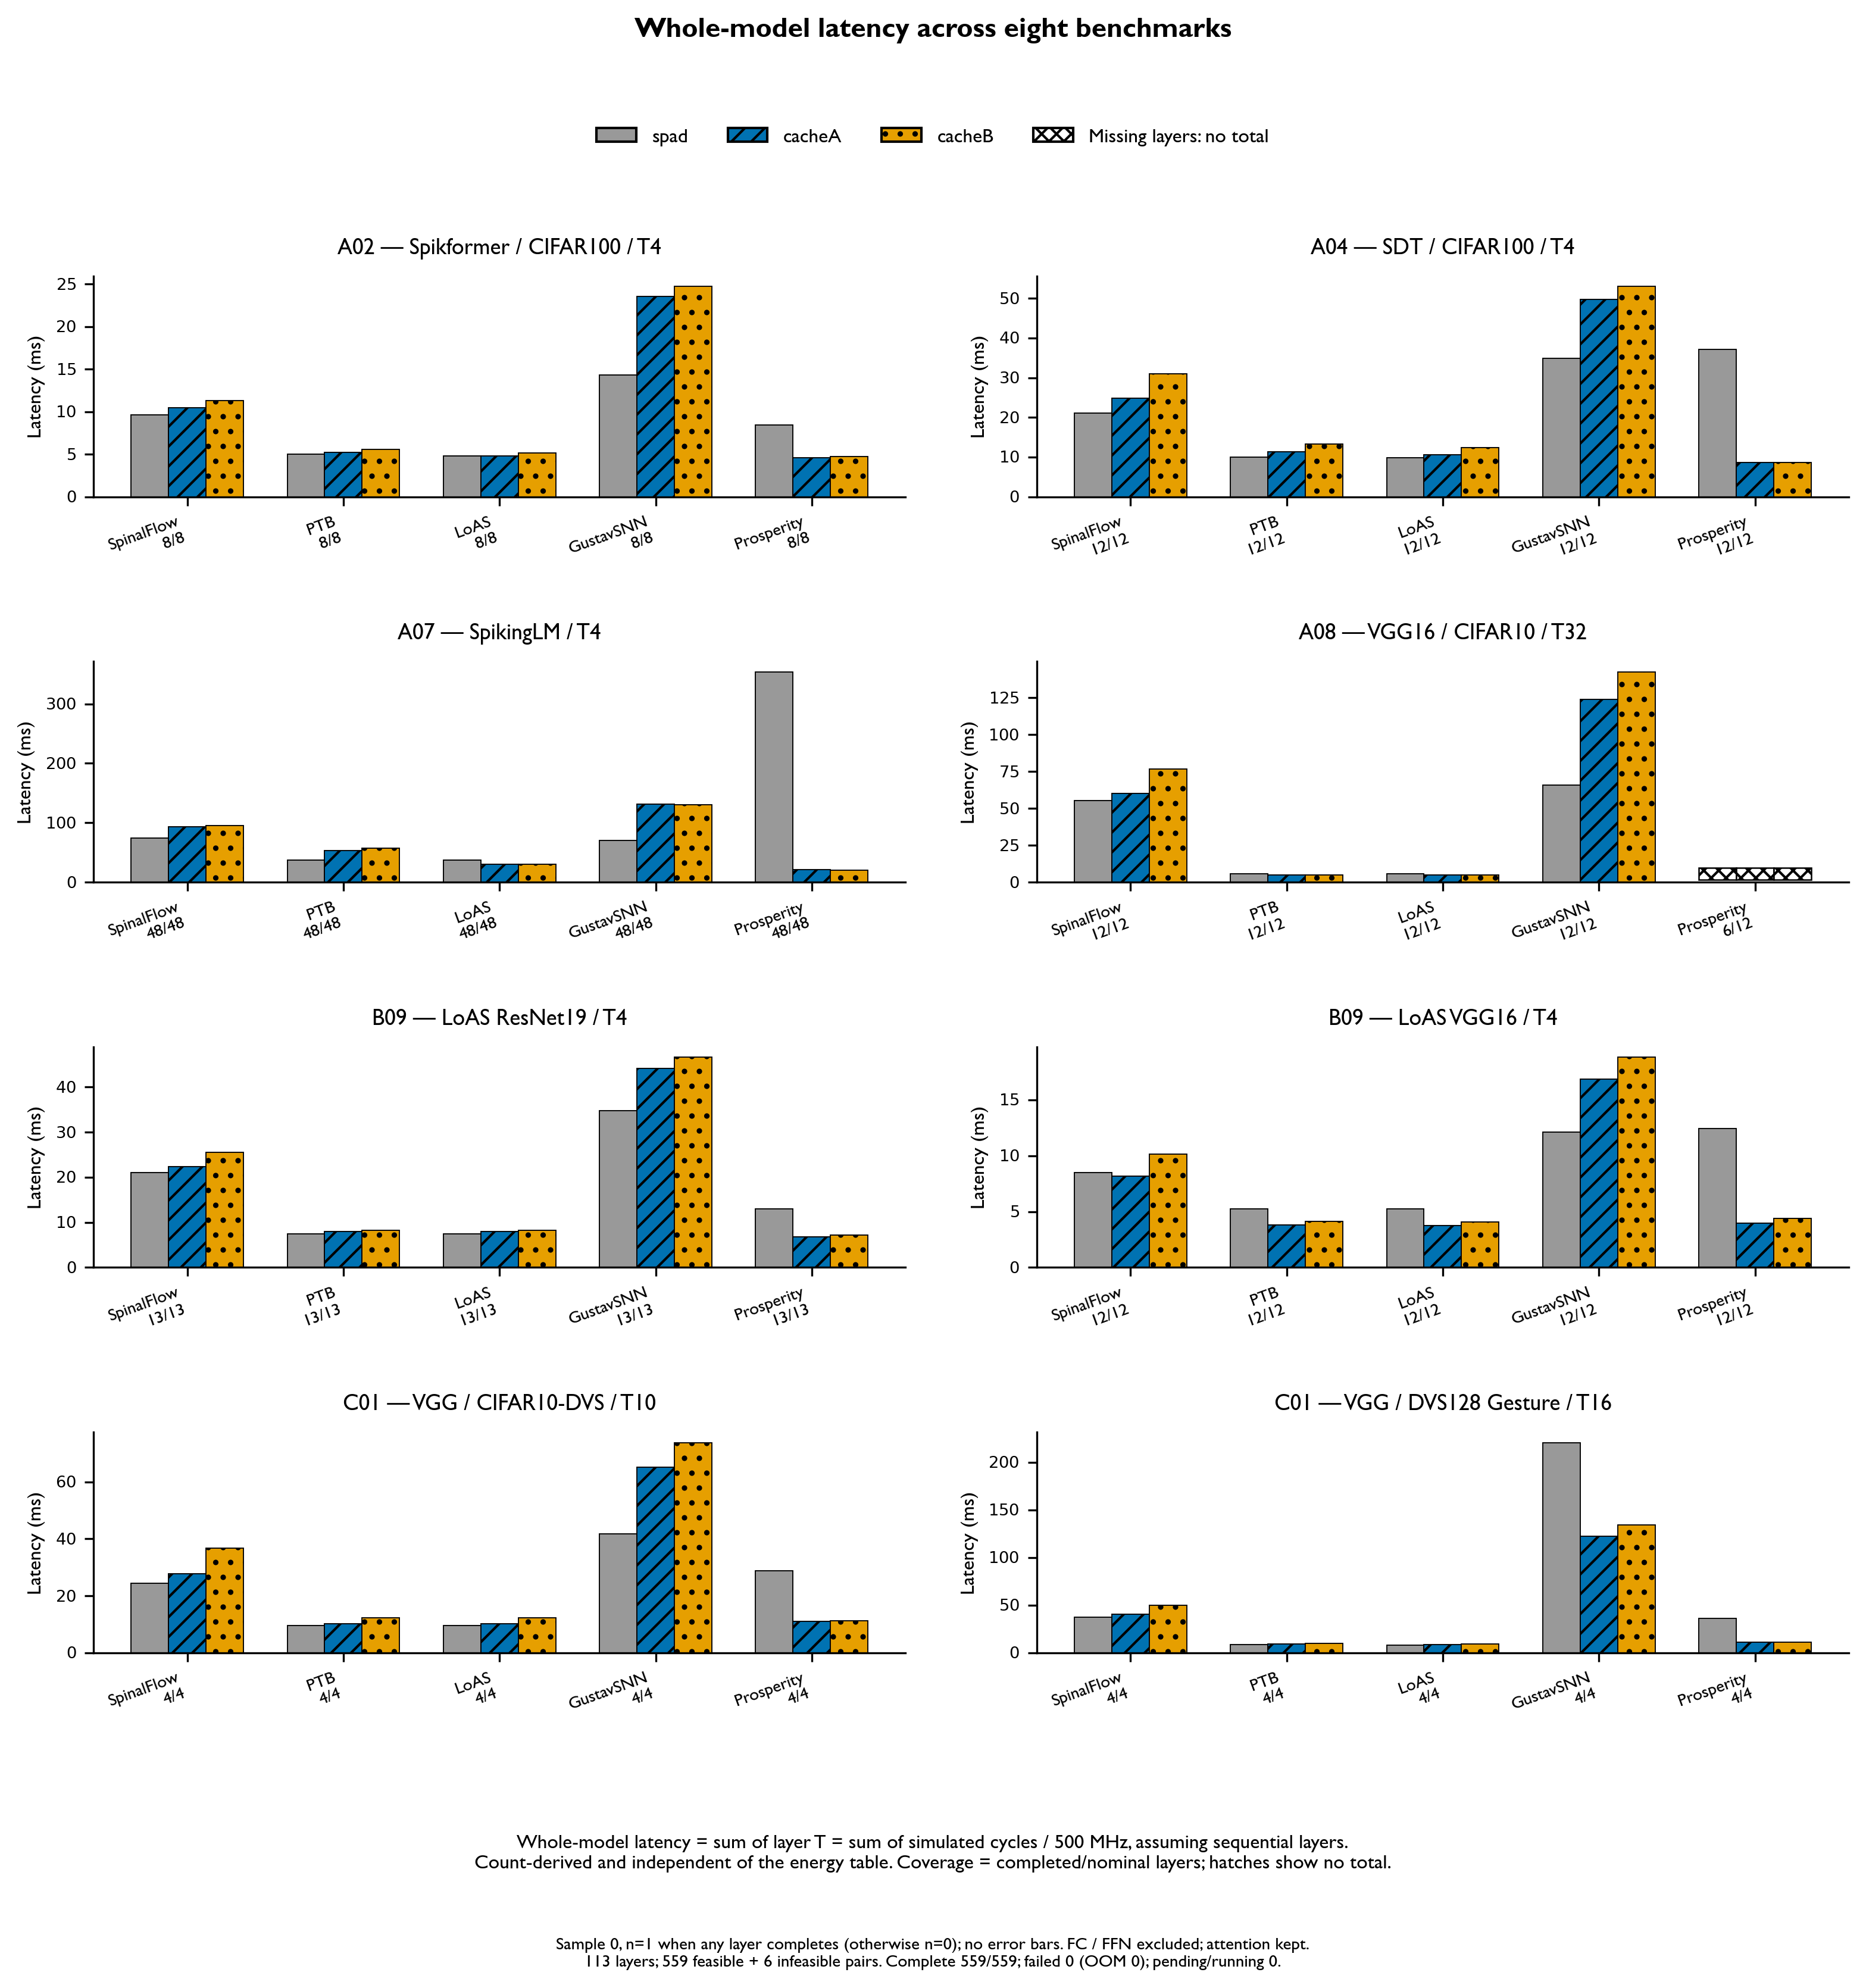 Whole-model latency across eight benchmarks
spad
cacheA
cacheB
Missing layers: no total
A02 — Spikformer / CIFAR100 / T4
Latency (ms)
25
20
15
10
5
0
SpinalFlow
8/8
PTB
8/8
LoAS
8/8
GustavSNN
8/8
Prosperity
8/8
A04 — SDT / CIFAR100 / T4
Latency (ms)
50
40
30
20
10
0
SpinalFlow
12/12
PTB
12/12
LoAS
12/12
GustavSNN
12/12
Prosperity
12/12
A07 — SpikingLM / T4
Latency (ms)
300
200
100
0
SpinalFlow
48/48
PTB
48/48
LoAS
48/48
GustavSNN
48/48
Prosperity
48/48
A08 — VGG16 / CIFAR10 / T32
Latency (ms)
125
100
75
50
25
0
SpinalFlow
12/12
PTB
12/12
LoAS
12/12
GustavSNN
12/12
Prosperity
6/12
B09 — LoAS ResNet19 / T4
Latency (ms)
40
30
20
10
0
SpinalFlow
13/13
PTB
13/13
LoAS
13/13
GustavSNN
13/13
Prosperity
13/13
B09 — LoAS VGG16 / T4
Latency (ms)
15
10
5
0
SpinalFlow
12/12
PTB
12/12
LoAS
12/12
GustavSNN
12/12
Prosperity
12/12
C01 — VGG / CIFAR10-DVS / T10
Latency (ms)
60
40
20
0
SpinalFlow
4/4
PTB
4/4
LoAS
4/4
GustavSNN
4/4
Prosperity
4/4
C01 — VGG / DVS128 Gesture / T16
Latency (ms)
200
150
100
50
0
SpinalFlow
4/4
PTB
4/4
LoAS
4/4
GustavSNN
4/4
Prosperity
4/4
Whole-model latency = sum of layer T = sum of simulated cycles / 500 MHz, assuming sequential layers.
Count-derived and independent of the energy table. Coverage = completed/nominal layers; hatches show no total.
Sample 0, n=1 when any layer completes (otherwise n=0); no error bars. FC / FFN excluded; attention kept.
113 layers; 559 feasible + 6 infeasible pairs. Complete 559/559; failed 0 (OOM 0); pending/running 0.